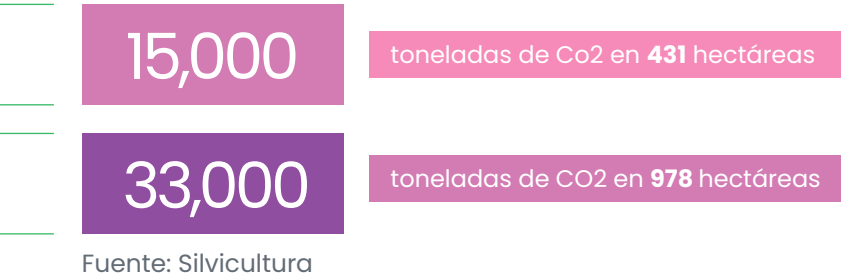 15,000
toneladas de Co2 en 431 hectáreas
33,000
toneladas de CO2 en 978 hectáreas
Fuente: Silvicultura